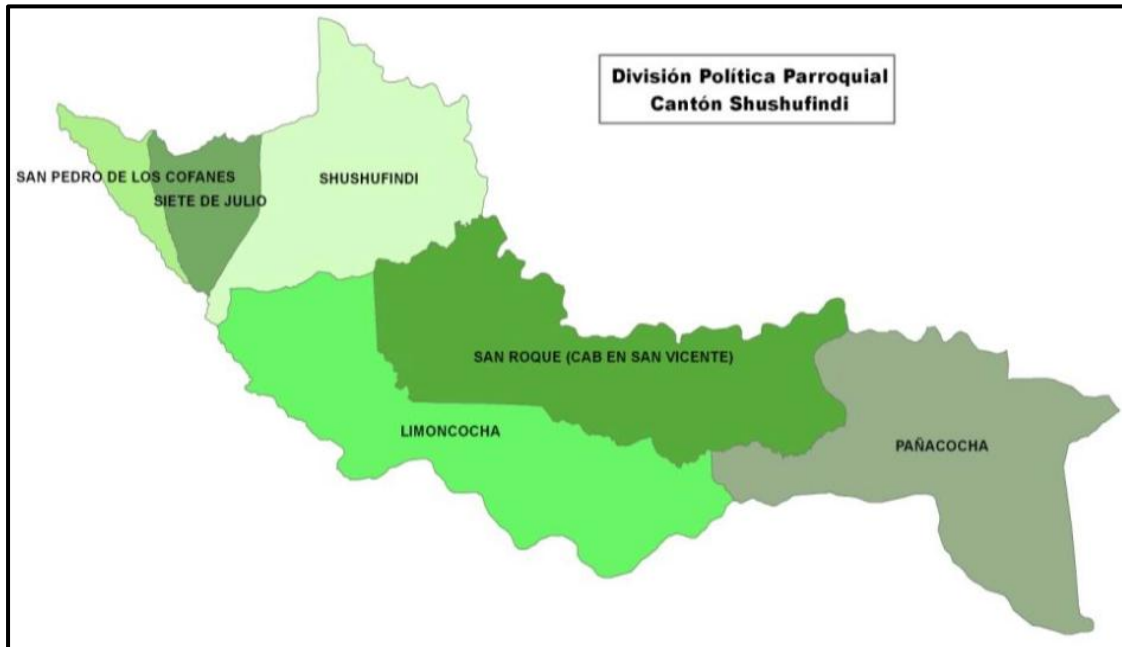 División Política Parroquial
Cantón Shushufindi
SAN PEDRO DE LOS COFANES
SHUSHUFINDI
SIETE DE JULIO
SAN ROQUE (CAB EN SAN VICENTE)
LIMONCOCHA
PAÑACOCHA